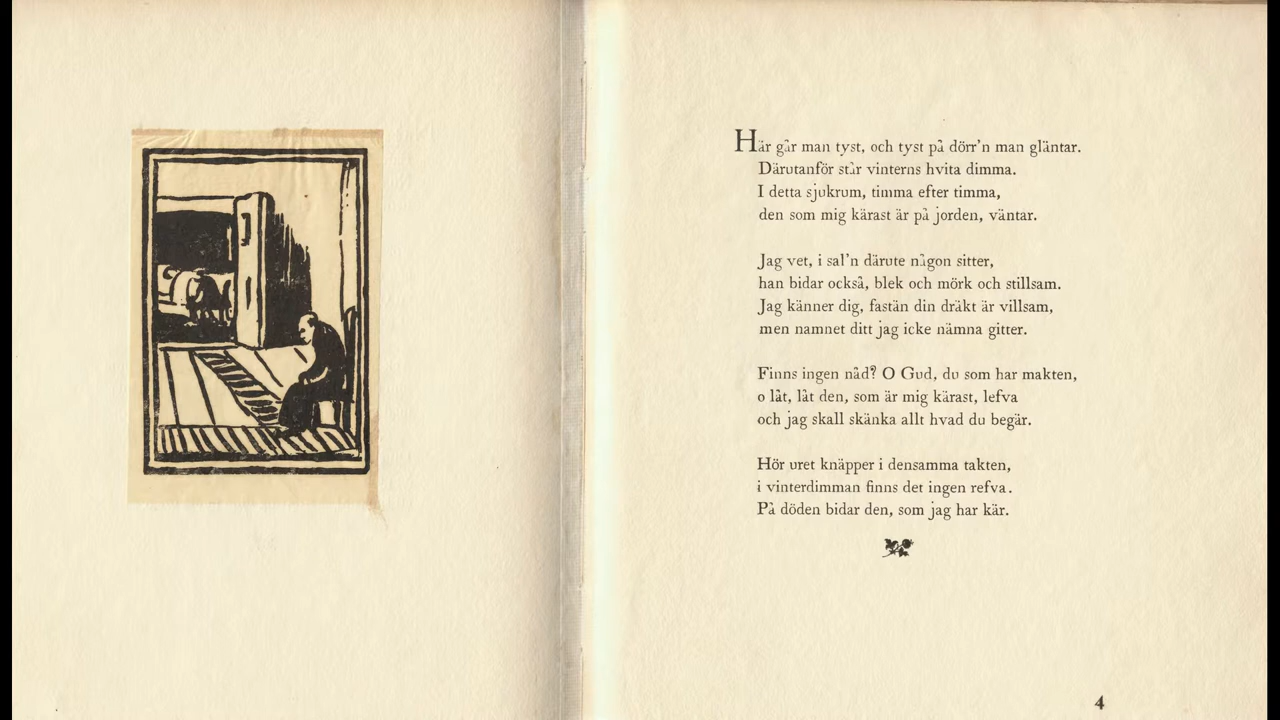 Här går man tyst, och tyst på dörr'n man gläntar.
Därutanför står vinterns hvita dimma.
I detta sjukrum, timma efter timma,
den som mig kärast är på jorden, väntar.
Jag vet, i sal'n därute någon sitter,
han bidar också, blek och mörk och stillsam.
Jag känner dig, fastän din dräkt är villsam,
men namnet ditt jag icke nämna gitter.
Finns ingen nåd? O Gud, du som har makten,
o låt, låt den, som är mig kärast, lefva
och jag skall skänka allt hvad du begär.
Hör uret knäpper i densamma takten,
i vinterdimman finns det ingen refva.
På döden bidar den, som jag har kär.
4